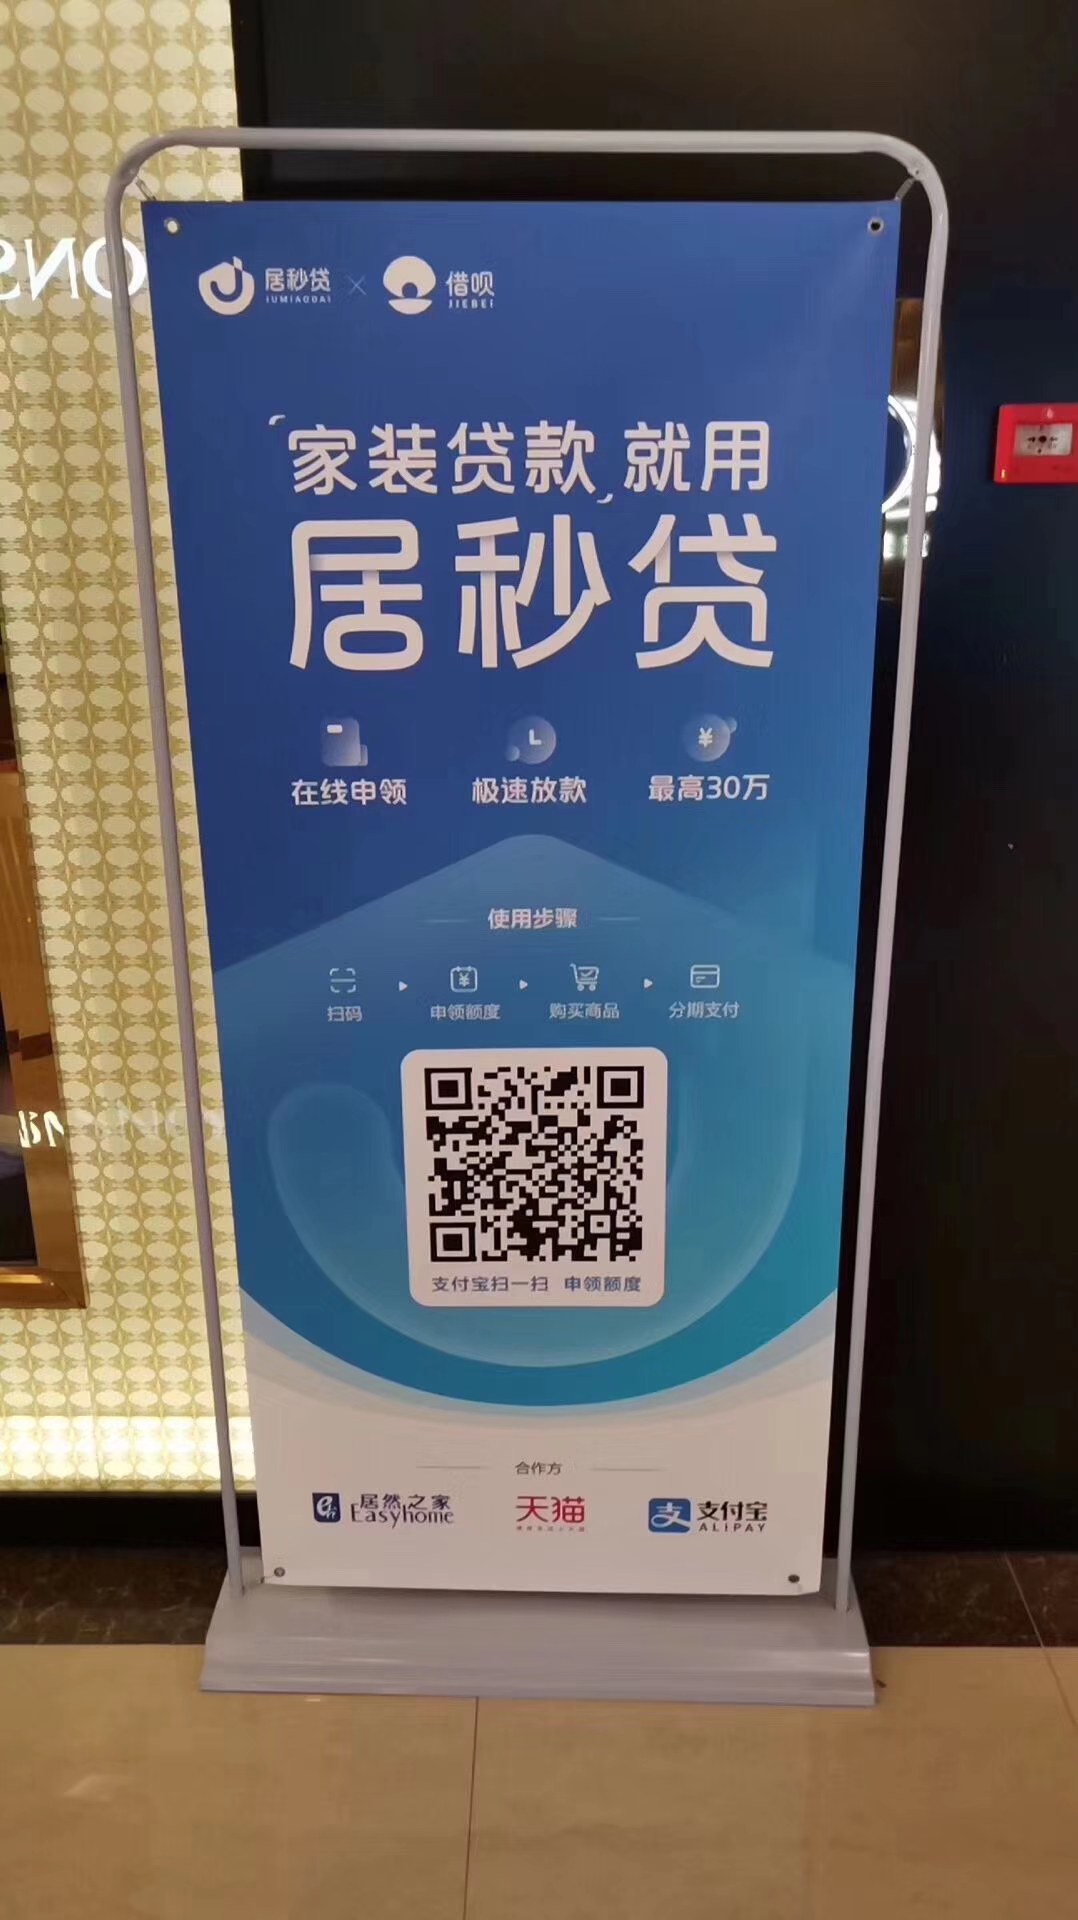 居秒贷 × 借呗
JUMIAODAI JIEBEI
「家装贷款」就用
居秒贷
在线申领 极速放款 最高30万
使用步骤
扫码 申领额度 购买商品 分期支付
支付宝扫一扫 申领额度
合作方
居然之家 天猫 支付宝
Easyhome ALIPAY